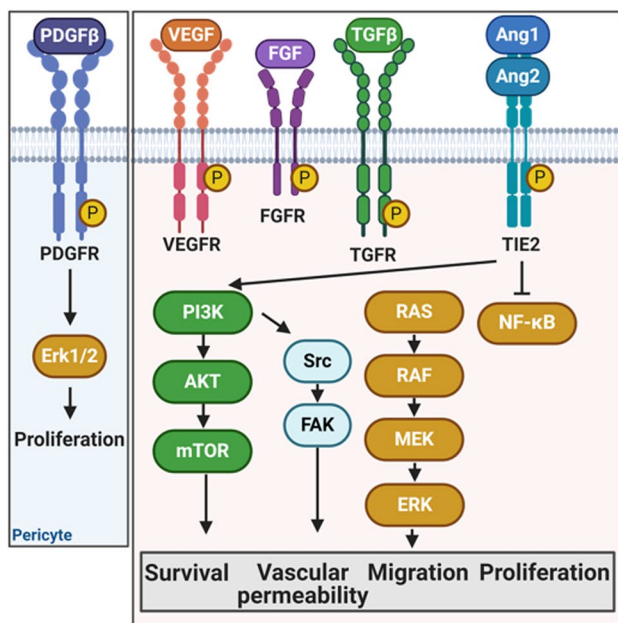 PDGFβ
P
PDGFR
Erk1/2
Proliferation
Pericyte
VEGF
FGF
TGFβ
Ang1
Ang2
P
P
P
P
VEGFR
FGFR
TGFR
TIE2
PI3K
AKT
mTOR
Src
FAK
RAS
RAF
MEK
ERK
NF-κB
Survival
Vascular
permeability
Migration
Proliferation